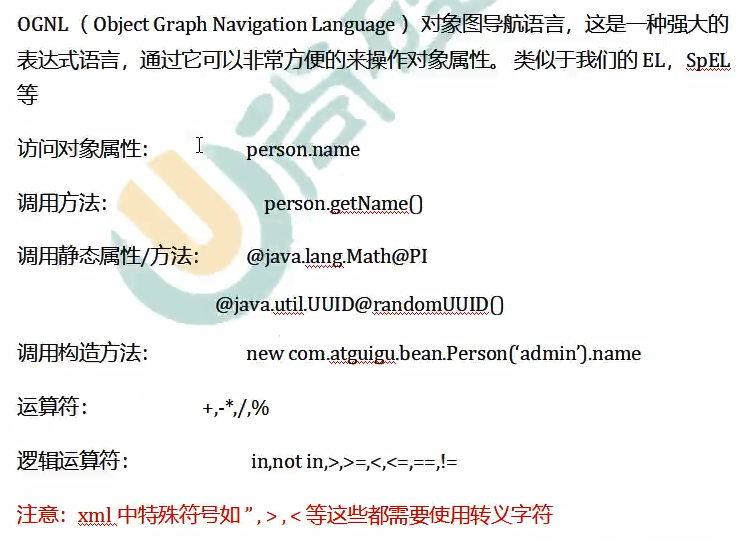 OGNL（ Object Graph Navigation Language ）对象图导航语言，这是一种强大的
表达式语言，通过它可以非常方便的来操作对象属性。 类似于我们的 EL，SpEL
等
访问对象属性： person.name
调用方法： person.getName()
调用静态属性/方法： @java.lang.Math@PI
@java.util.UUID@randomUUID()
调用构造方法： new com.atguigu.bean.Person(‘admin’).name
运算符： +,-*,/,%
逻辑运算符： in,not in,>,>=,<,<=,==,!=
注意：xml 中特殊符号如 ” , > , < 等这些都需要使用转义字符